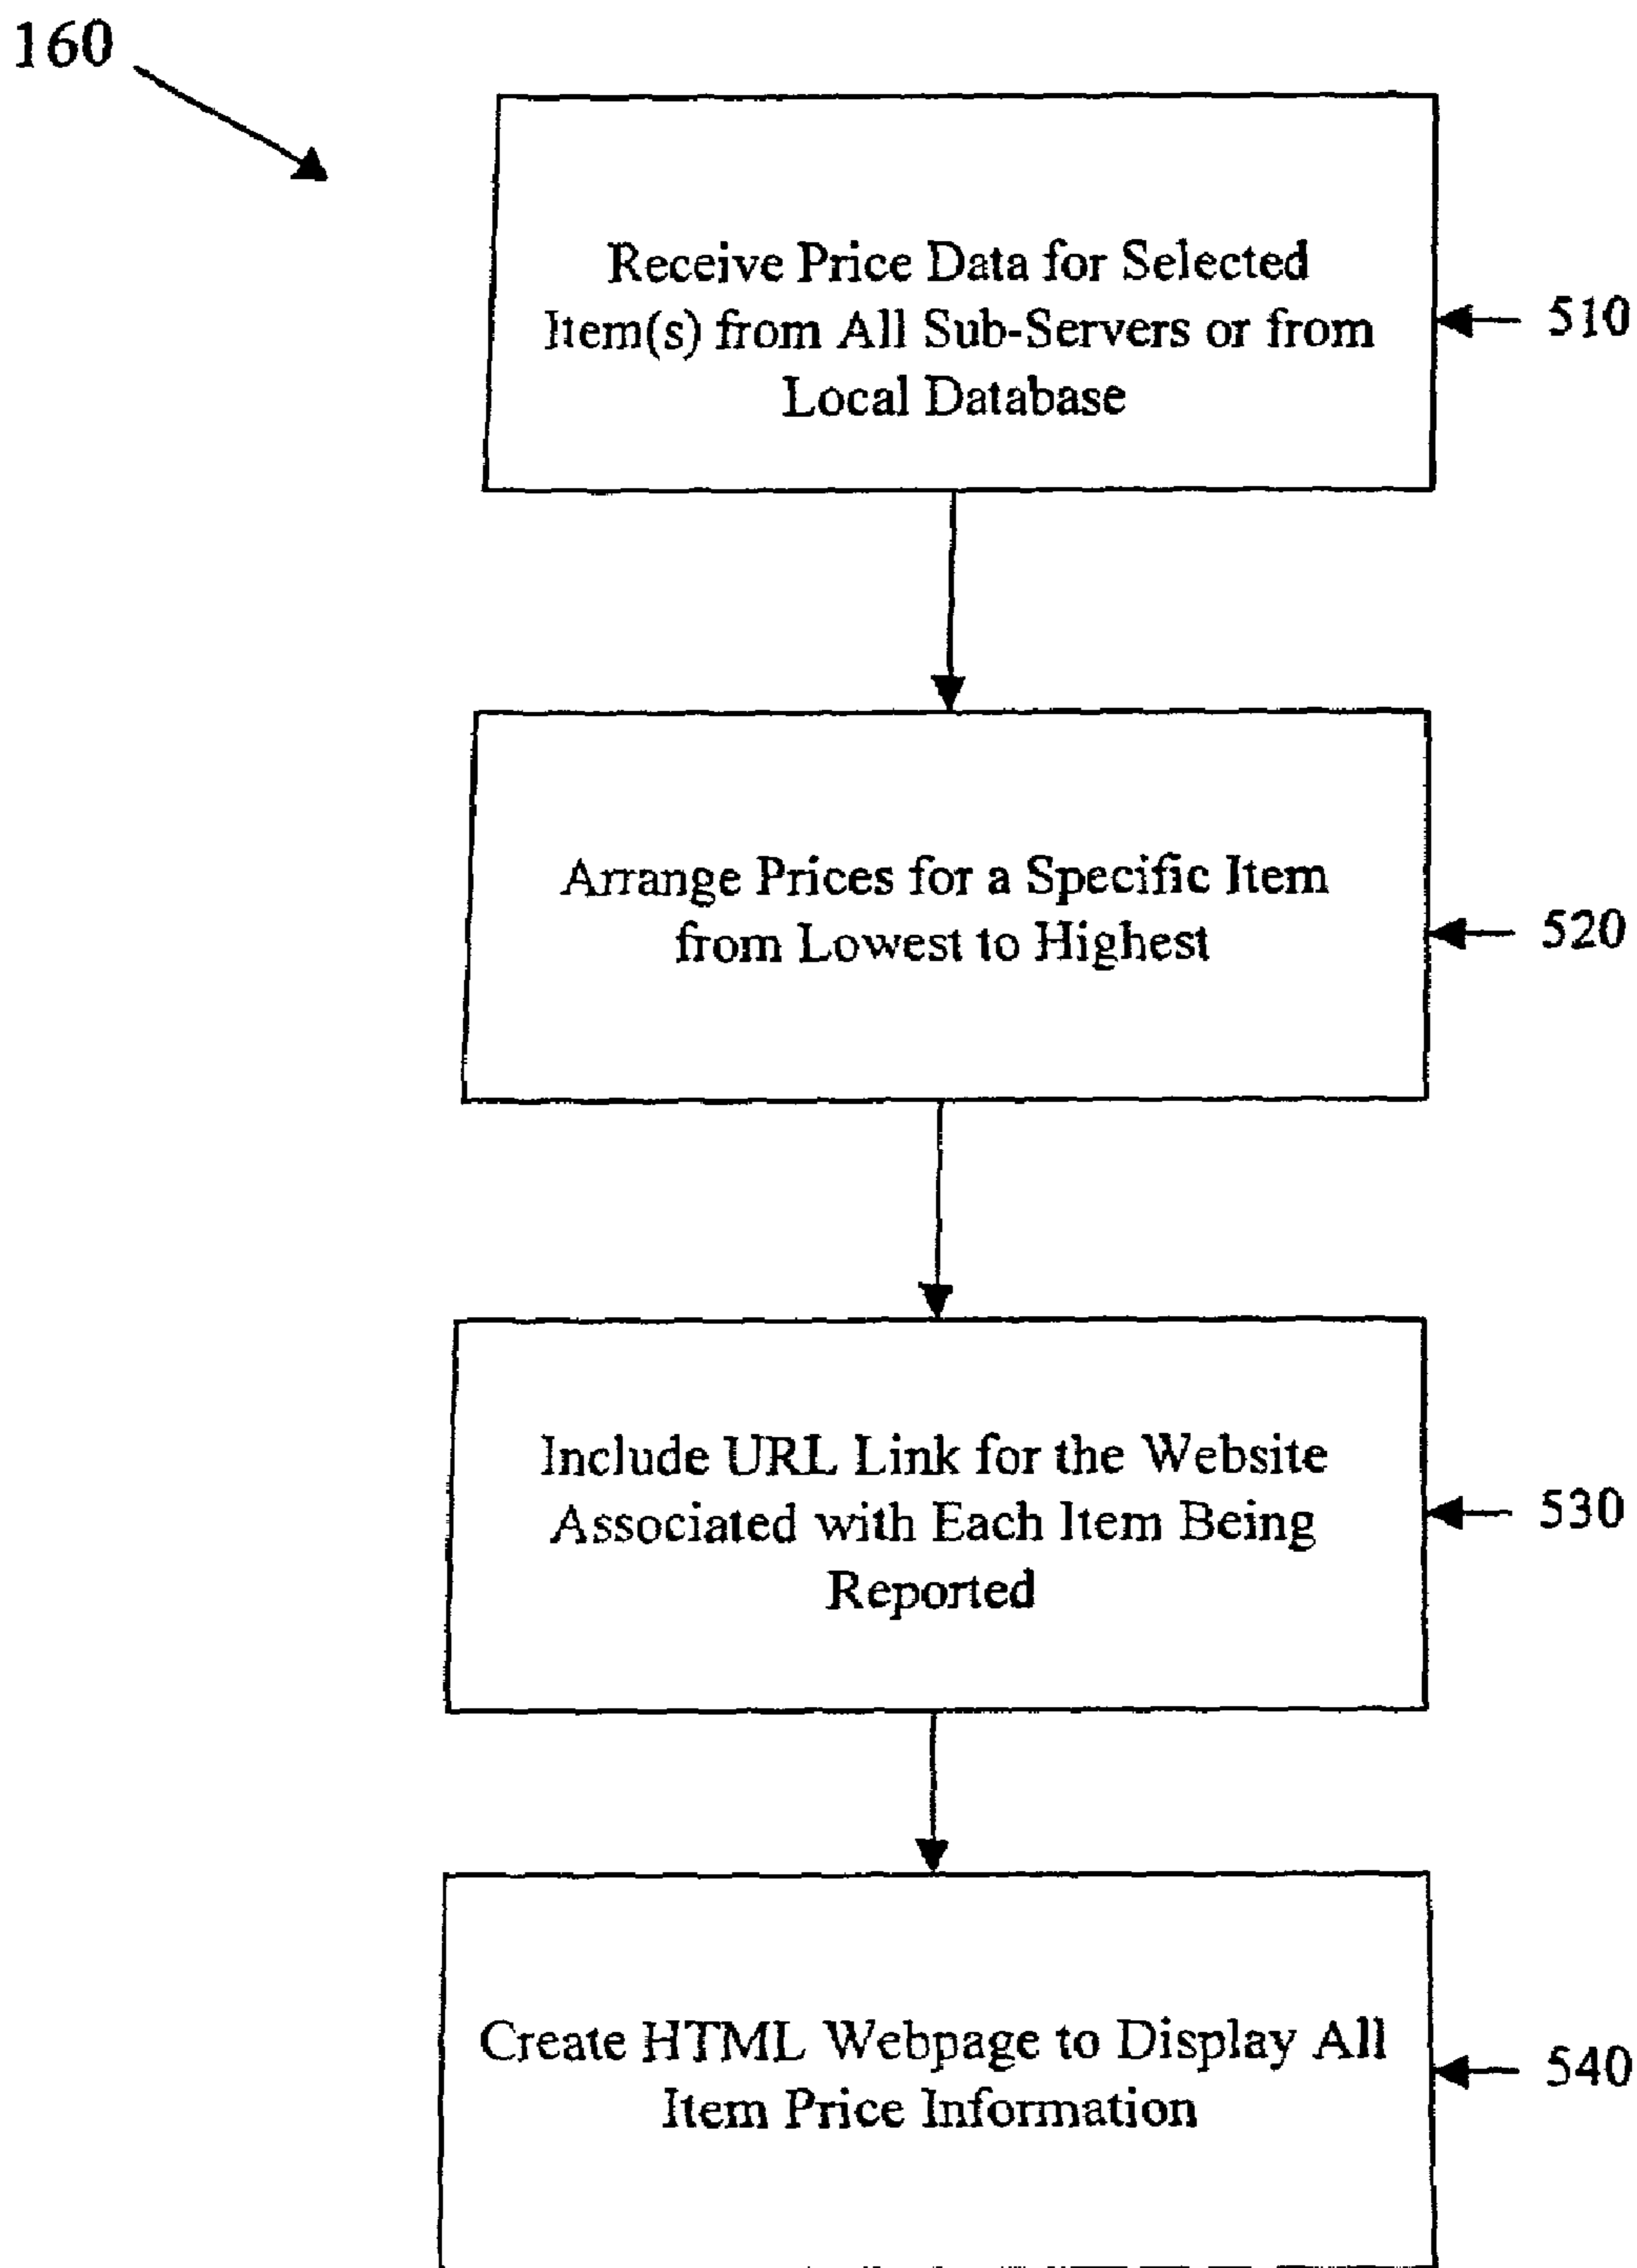 160
Receive Price Data for Selected
Item(s) from All Sub-Servers or from
Local Database
510
Arrange Prices for a Specific Item
from Lowest to Highest
520
Include URL Link for the Website
Associated with Each Item Being
Reported
530
Create HTML Webpage to Display All
Item Price Information
540